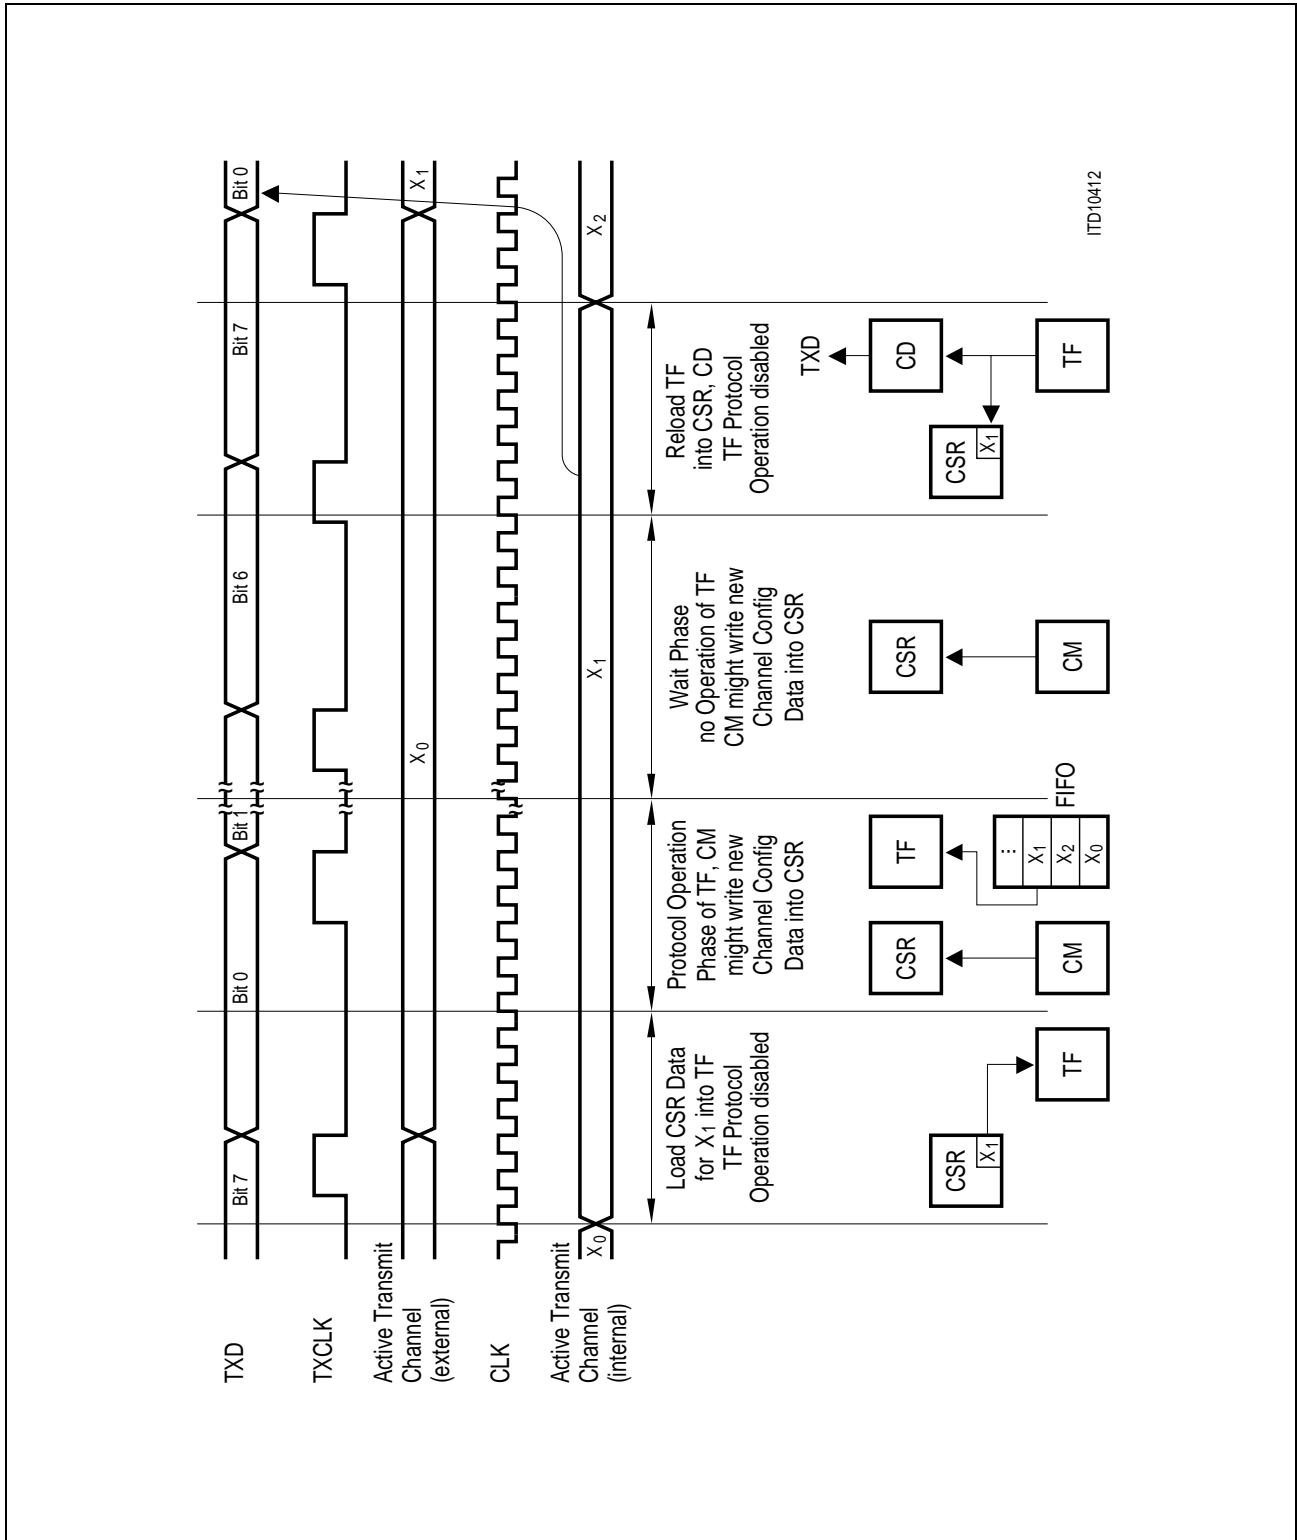 TXD
Bit 7
Bit 0
Bit 1
Bit 6
Bit 7
Bit 0
TXCLK
Active Transmit
Channel
(external)
X0
X1
CLK
Active Transmit
Channel
(internal)
X0
X1
X2
Load CSR Data
for X1 into TF
TF Protocol
Operation disabled
Protocol Operation
Phase of TF, CM
might write new
Channel Config
Data into CSR
Wait Phase
no Operation of TF
CM might write new
Channel Config
Data into CSR
Reload TF
into CSR, CD
TF Protocol
Operation disabled
CSR
X1
TF
CSR
CM
TF
...
X1
X2
X0
FIFO
CSR
CM
TXD
CD
CSR
X1
TF
ITD10412